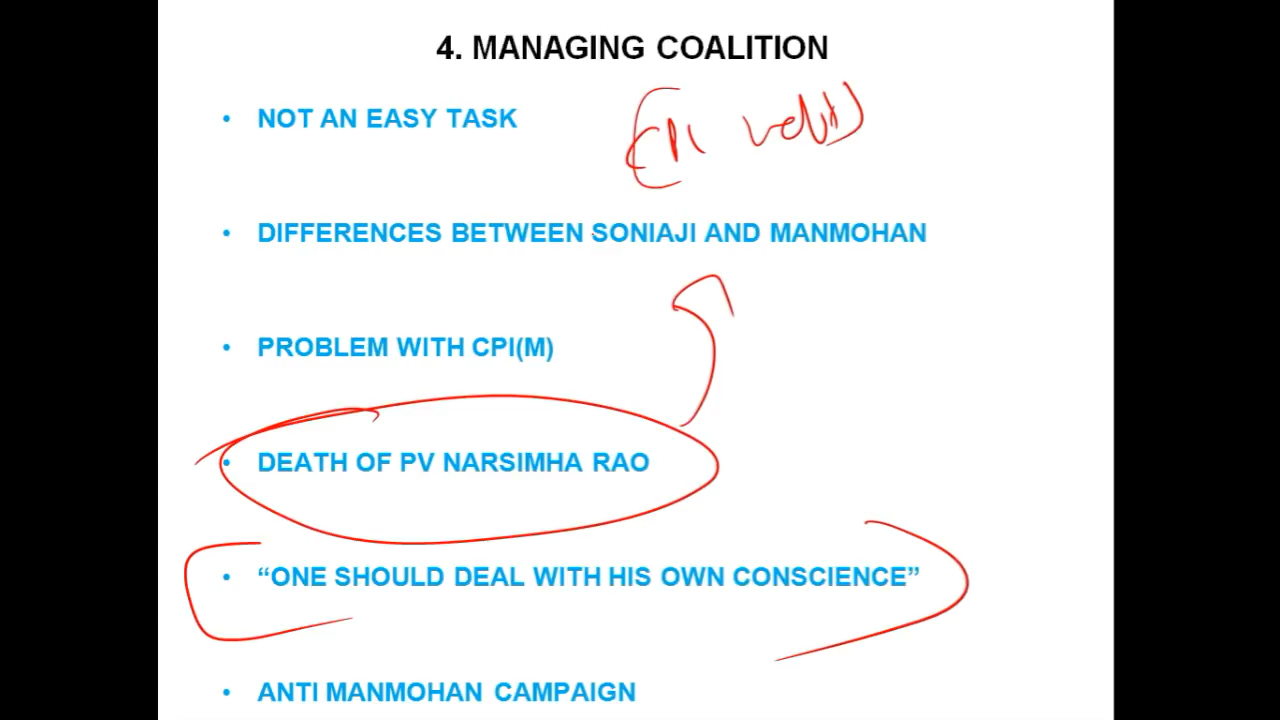 4. MANAGING COALITION
• NOT AN EASY TASK
• DIFFERENCES BETWEEN SONIAJI AND MANMOHAN
• PROBLEM WITH CPI(M)
• DEATH OF PV NARSIMHA RAO
• “ONE SHOULD DEAL WITH HIS OWN CONSCIENCE”
• ANTI MANMOHAN CAMPAIGN